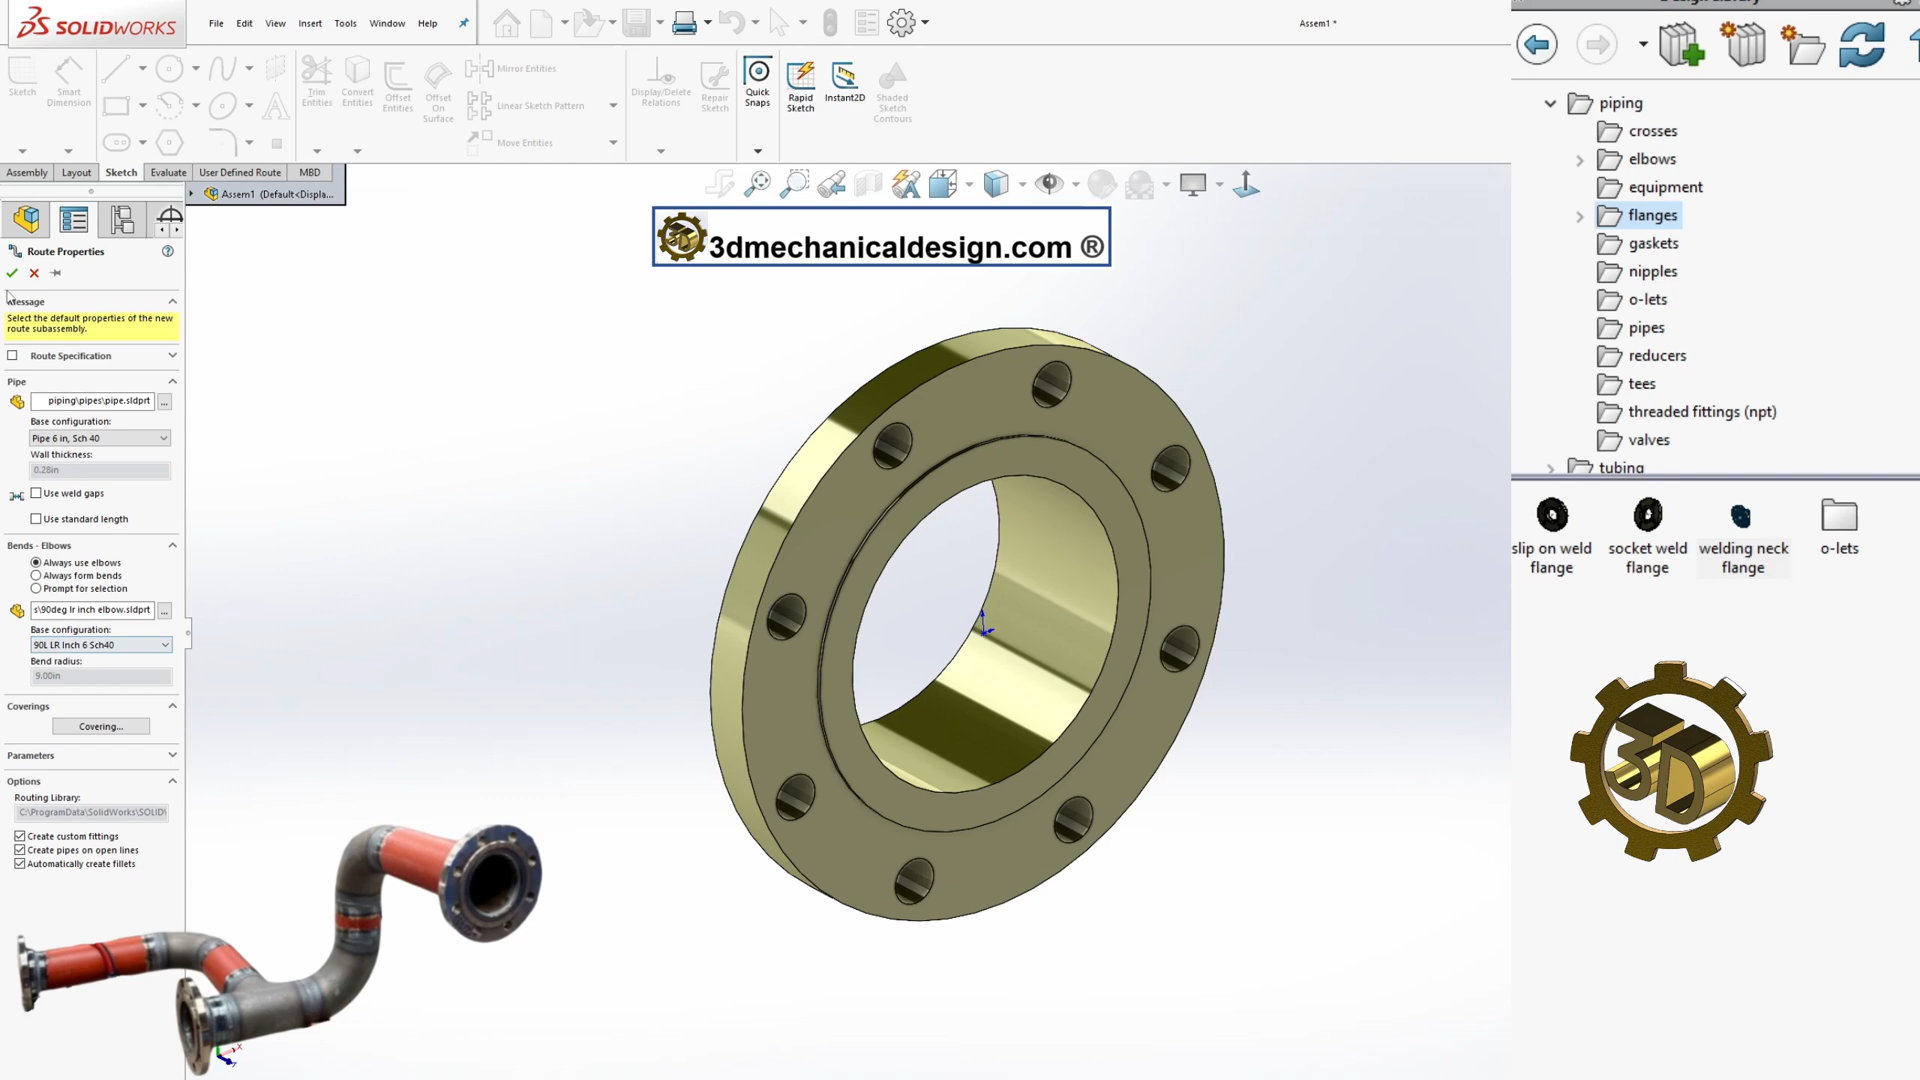 SOLIDWORKS
File Edit View Insert Tools Window Help
Assem1 *
Sketch
Smart Dimension
Trim Entities
Convert Entities
Offset Entities
Offset On Surface
Mirror Entities
Linear Sketch Pattern
Move Entities
Display/Delete Relations
Repair Sketch
Quick Snaps
Rapid Sketch
Instant2D
Shaded Sketch Contours
Assembly Layout Sketch Evaluate User Defined Route MBD
Assem1 (Default<Displa...
3dmechanicaldesign.com ®
Route Properties
Message
Select the default properties of the new
route subassembly.
Route Specification
Pipe
piping\pipes\pipe.sldprt
...
Base configuration:
Pipe 6 in, Sch 40
Wall thickness:
0.28in
Use weld gaps
Use standard length
Bends - Elbows
Always use elbows
Always form bends
Prompt for selection
s\90deg lr inch elbow.sldprt
...
Base configuration:
90L LR Inch 6 Sch40
Bend radius:
9.00in
Coverings
Covering...
Parameters
Options
Routing Library:
C:\ProgramData\SolidWorks\SOLID\
Create custom fittings
Create pipes on open lines
Automatically create fillets
piping
crosses
elbows
equipment
flanges
gaskets
nipples
o-lets
pipes
reducers
tees
threaded fittings (npt)
valves
tubing
slip on weld flange
socket weld flange
welding neck flange
o-lets
3D